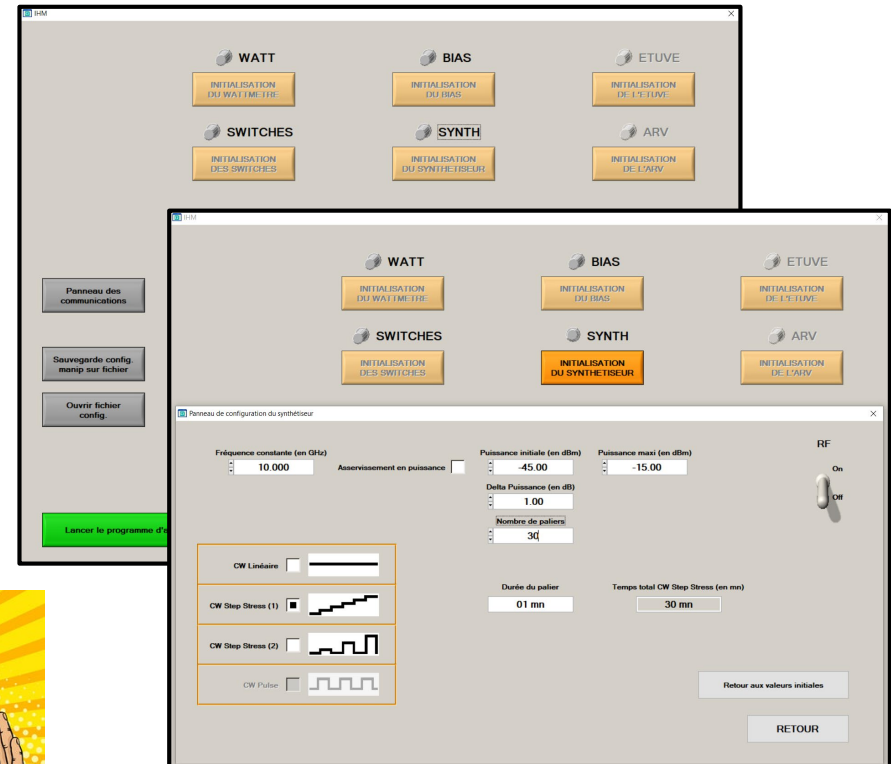 IHM
WATT
BIAS
ETUVE
INITIALISATION
DU WATTMETRE
INITIALISATION
DU BIAS
INITIALISATION
DE L'ETUVE
SWITCHES
SYNTH
ARV
INITIALISATION
DES SWITCHES
INITIALISATION
DU SYNTHETISEUR
INITIALISATION
DE L'ARV
Panneau des
communications
Sauvegarde config.
manip sur fichier
Ouvrir fichier
config.
Lancer le programme d'a
IHM
WATT
BIAS
ETUVE
INITIALISATION
DU WATTMETRE
INITIALISATION
DU BIAS
INITIALISATION
DE L'ETUVE
SWITCHES
SYNTH
ARV
INITIALISATION
DES SWITCHES
INITIALISATION
DU SYNTHETISEUR
INITIALISATION
DE L'ARV
Panneau de configuration du synthétiseur
Fréquence constante (en GHz)
10.000
Asservissement en puissance
Puissance initiale (en dBm)
-45.00
Puissance maxi (en dBm)
-15.00
RF
On
Off
Delta Puissance (en dB)
1.00
Nombre de paliers
30
CW Linéaire
CW Step Stress (1)
CW Step Stress (2)
CW Pulse
Durée du palier
01 mn
Temps total CW Step Stress (en mn)
30 mn
Retour aux valeurs initiales
RETOUR